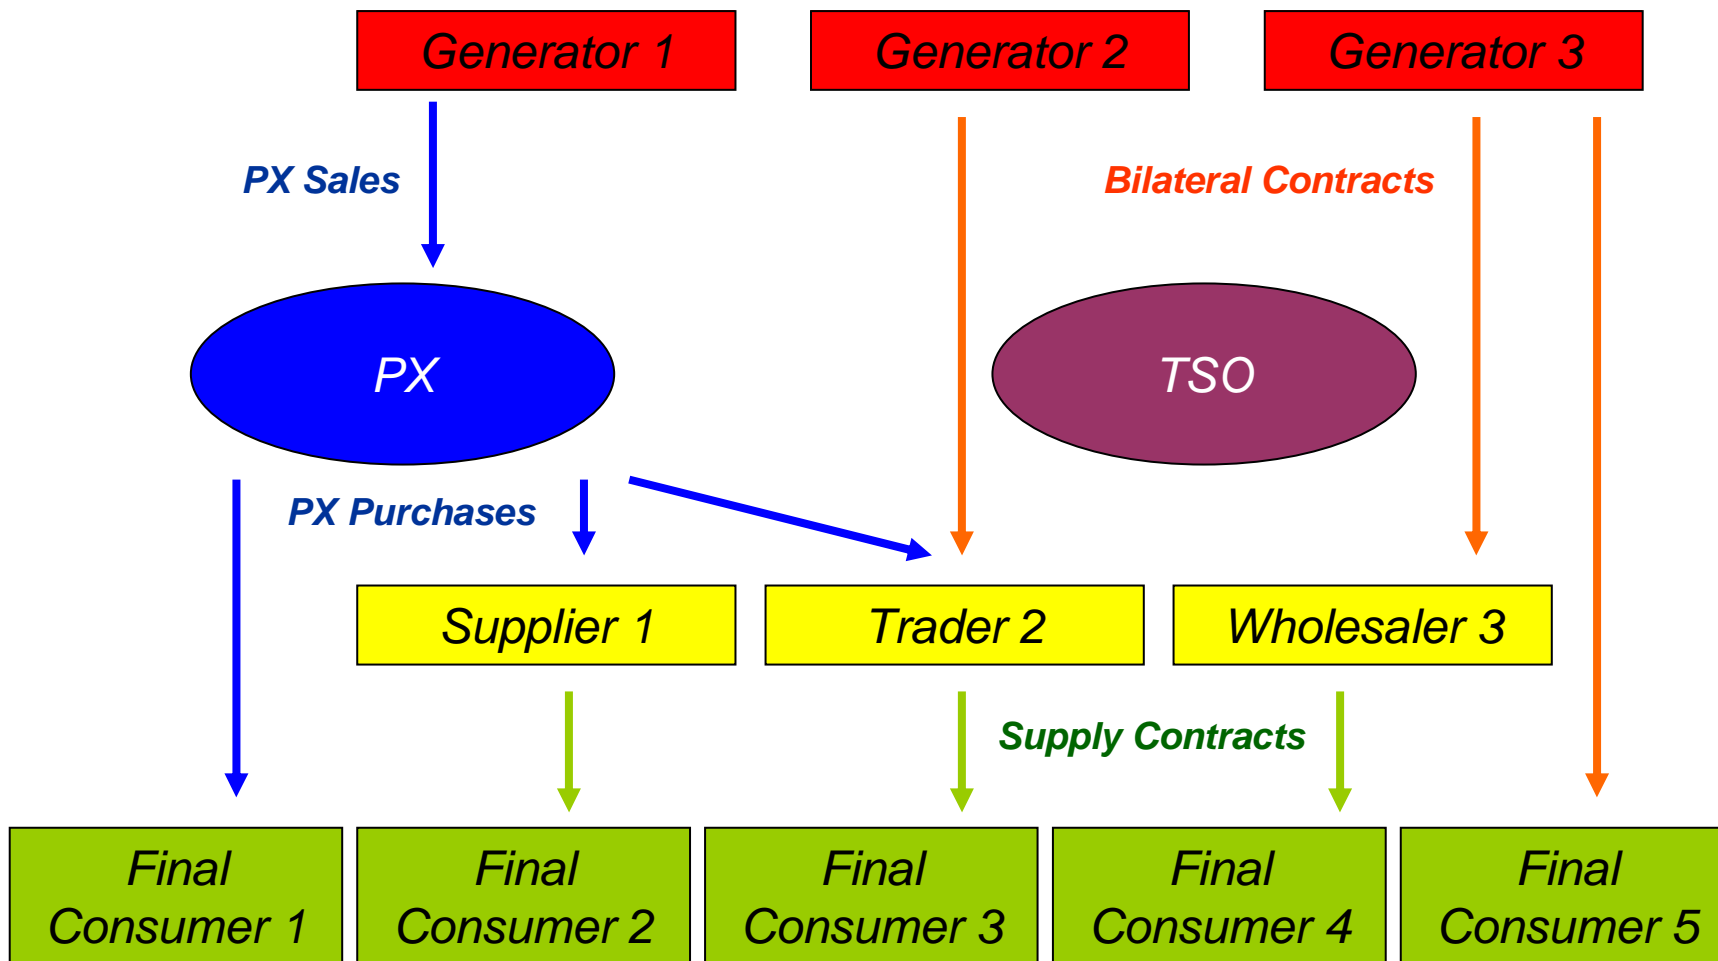 Generator 1
Generator 2
Generator 3
PX Sales
Bilateral Contracts
PX
TSO
PX Purchases
Supplier 1
Trader 2
Wholesaler 3
Supply Contracts
Final
Consumer 1
Final
Consumer 2
Final
Consumer 3
Final
Consumer 4
Final
Consumer 5